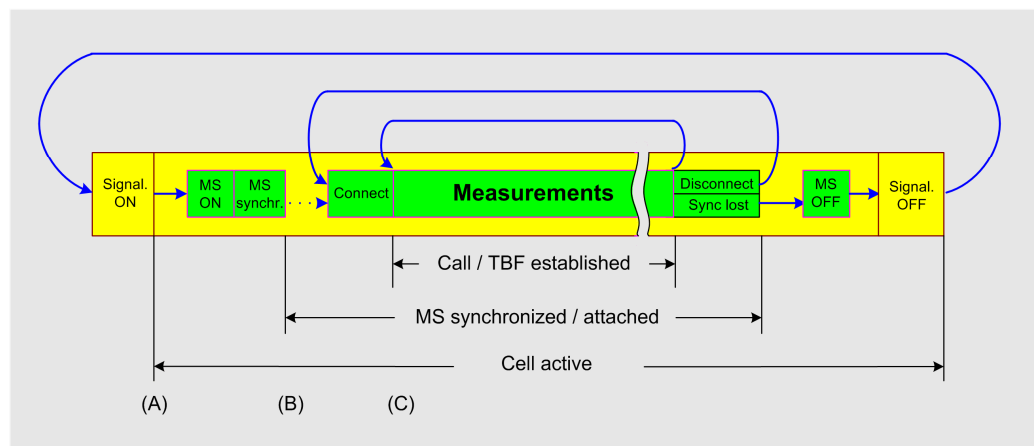 Signal.
ON
MS
ON
MS
synchr.
. . .
Connect
Measurements
Disconnect
Sync lost
MS
OFF
Signal.
OFF
Call / TBF established
MS synchronized / attached
Cell active
(A)
(B)
(C)